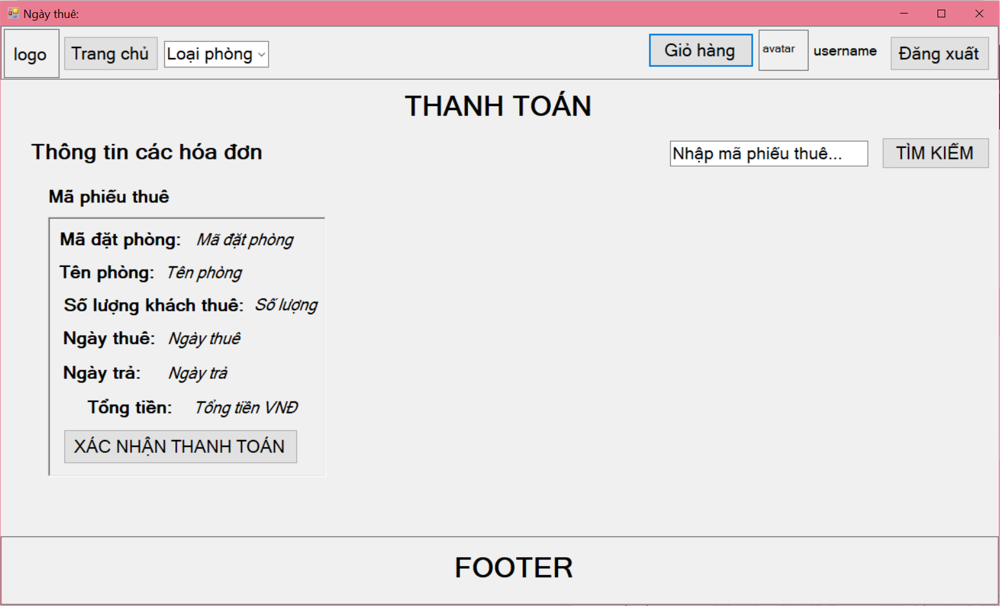 Ngày thuê:
logo Trang chủ Loại phòng Giỏ hàng avatar username Đăng xuất
THANH TOÁN
Thông tin các hóa đơn Nhập mã phiếu thuê... TÌM KIẾM
Mã phiếu thuê
Mã đặt phòng: Mã đặt phòng
Tên phòng: Tên phòng
Số lượng khách thuê: Số lượng
Ngày thuê: Ngày thuê
Ngày trả: Ngày trả
Tổng tiền: Tổng tiền VNĐ
XÁC NHẬN THANH TOÁN
FOOTER